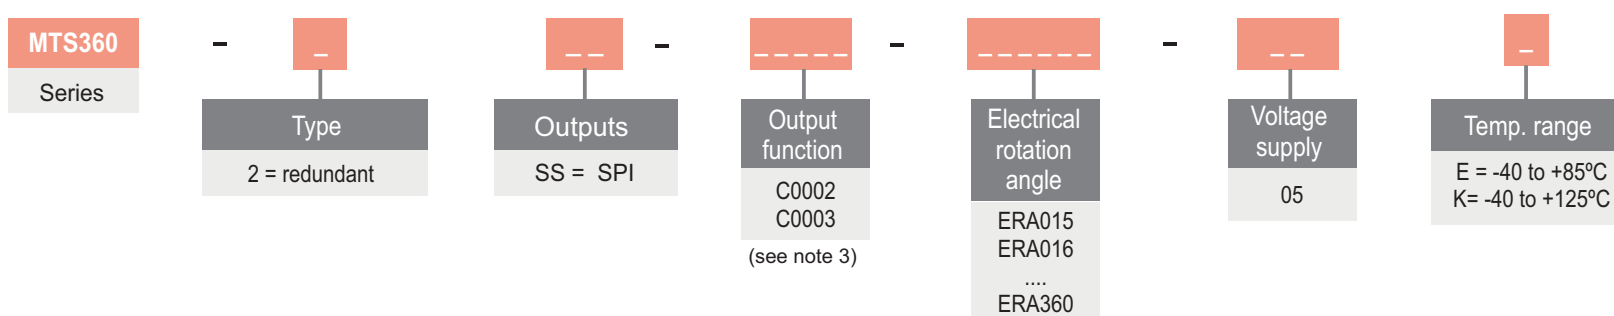 MTS360 - _ _ _ - _ _ _ _ _ - _ _ _ _ _ _ - _ _ _
Series
Type
2 = redundant
Outputs
SS = SPI
Output
function
C0002
C0003
(see note 3)
Electrical
rotation
angle
ERA015
ERA016
....
ERA360
Voltage
supply
05
Temp. range
E = -40 to +85ºC
K= -40 to +125ºC